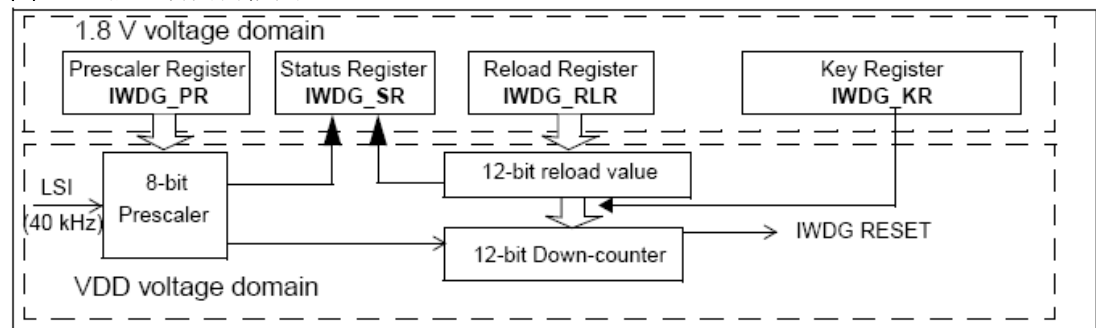 1.8 V voltage domain
Prescaler Register
IWDG_PR
Status Register
IWDG_SR
Reload Register
IWDG_RLR
Key Register
IWDG_KR
LSI
(40 kHz)
8-bit
Prescaler
12-bit reload value
12-bit Down-counter
IWDG RESET
VDD voltage domain